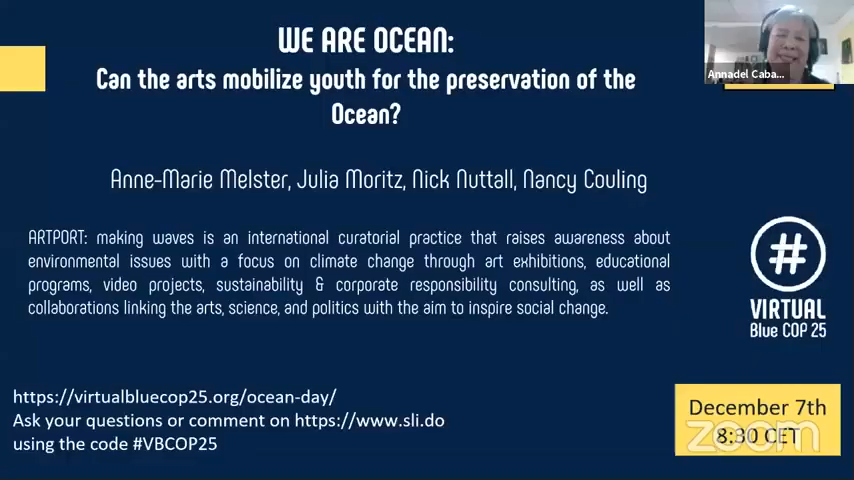 WE ARE OCEAN:
Can the arts mobilize youth for the preservation of the
Ocean?
Annadel Caba...
Anne-Marie Melster, Julia Moritz, Nick Nuttall, Nancy Couling
ARTPORT: making waves is an international curatorial practice that raises awareness about
environmental issues with a focus on climate change through art exhibitions, educational
programs, video projects, sustainability & corporate responsibility consulting, as well as
collaborations linking the arts, science, and politics with the aim to inspire social change.
#
VIRTUAL
Blue COP 25
https://virtualbluecop25.org/ocean-day/
Ask your questions or comment on https://www.sli.do
using the code #VBCOP25
December 7th
8:30 CET
zoom